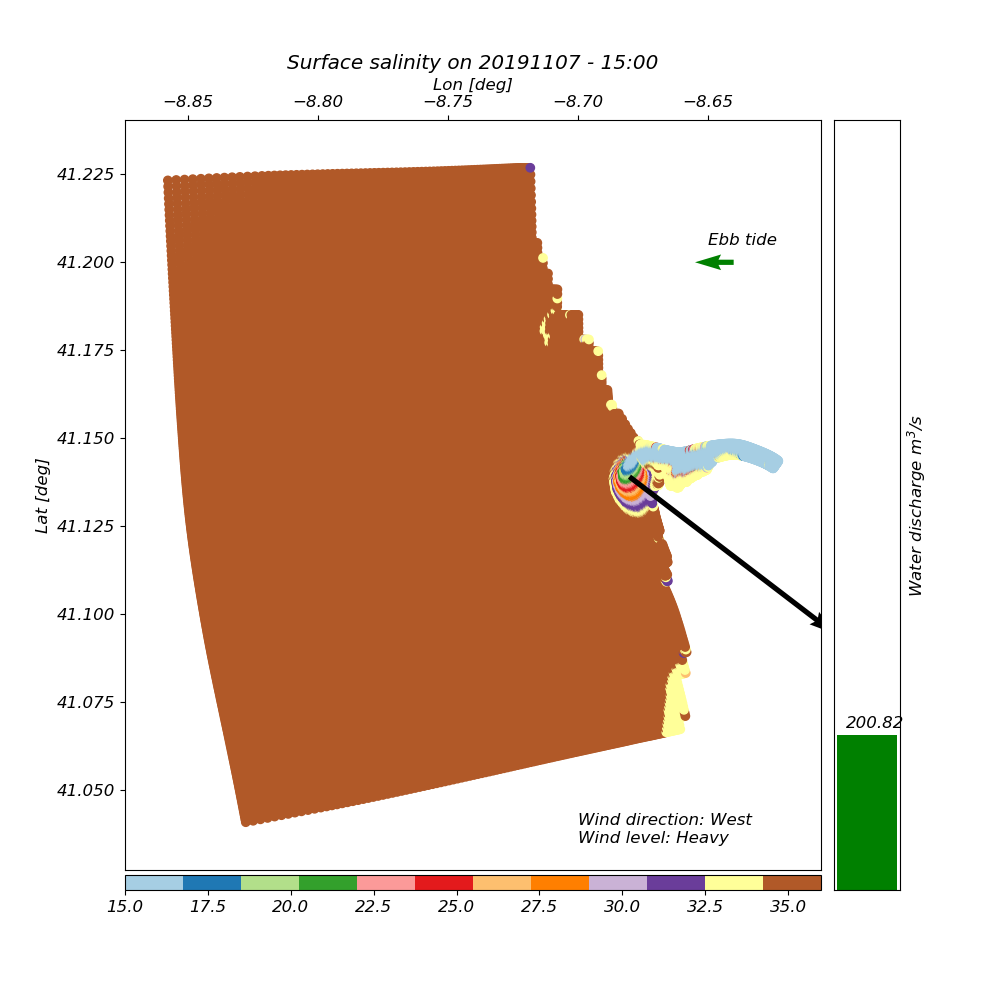 Surface salinity on 20191107 - 15:00
Lon [deg]
−8.85 −8.80 −8.75 −8.70 −8.65
41.225
41.200
41.175
41.150
41.125
41.100
41.075
41.050
Lat [deg]
Ebb tide
Wind direction: West
Wind level: Heavy
Water discharge m³/s
200.82
15.0 17.5 20.0 22.5 25.0 27.5 30.0 32.5 35.0